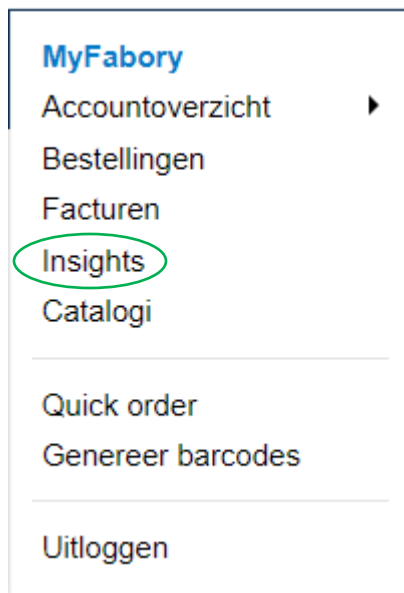 MyFabory
Accountoverzicht
Bestellingen
Facturen
Insights
Catalogi
Quick order
Genereer barcodes
Uitloggen